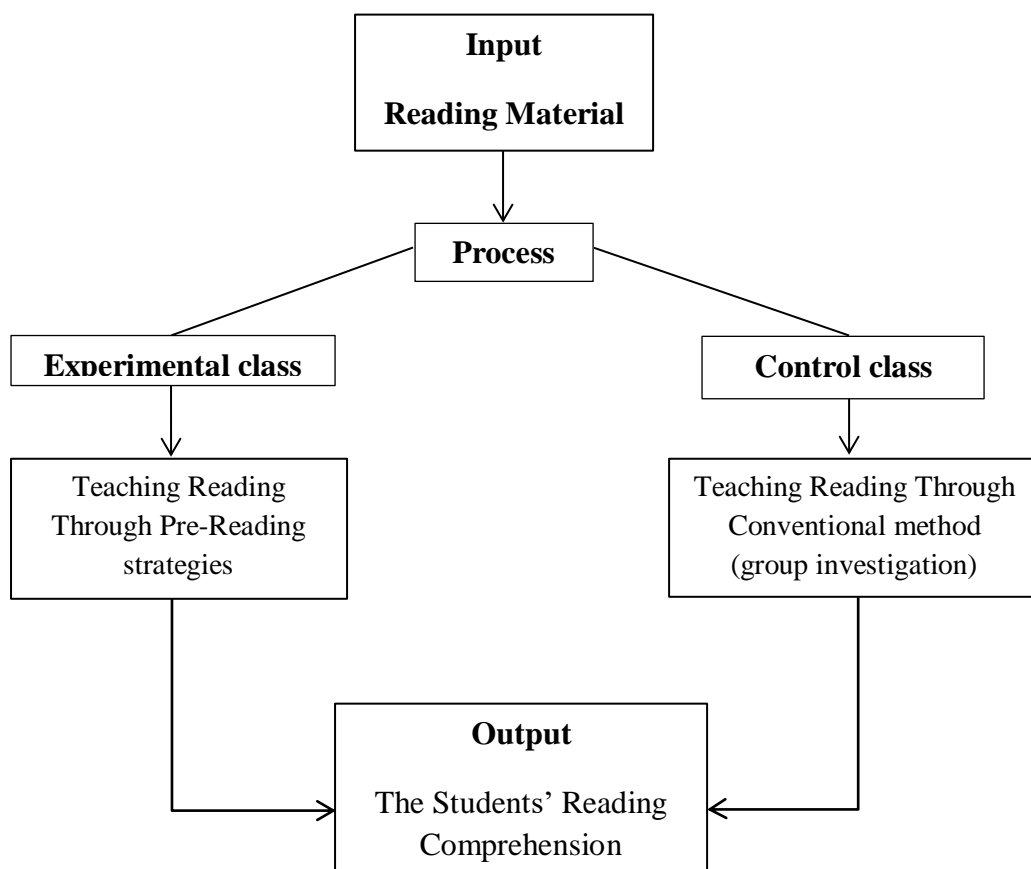 Input
Reading Material
Process
Experimental class
Control class
Teaching Reading
Through Pre-Reading
strategies
Teaching Reading Through
Conventional method
(group investigation)
Output
The Students’ Reading
Comprehension